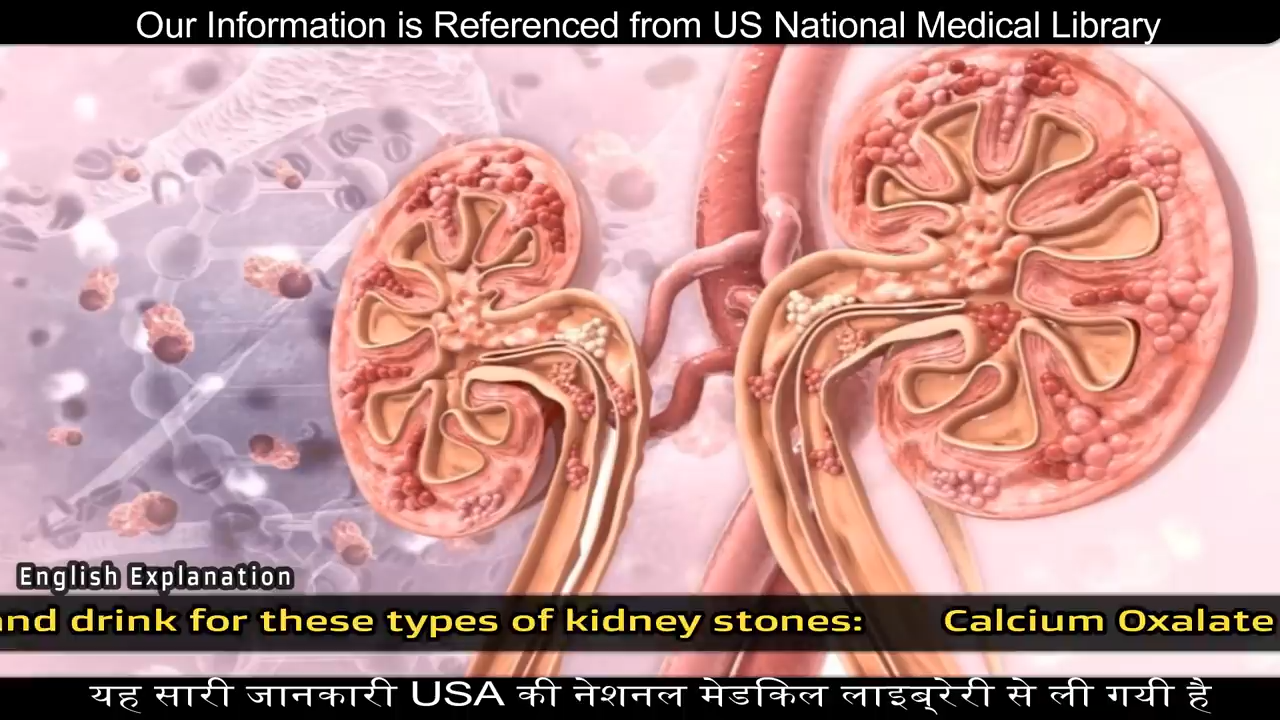 Our Information is Referenced from US National Medical Library
English Explanation
and drink for these types of kidney stones: Calcium Oxalate
यह सारी जानकारी USA की नेशनल मेडकिल लाइब्रेरी से ली गयी है